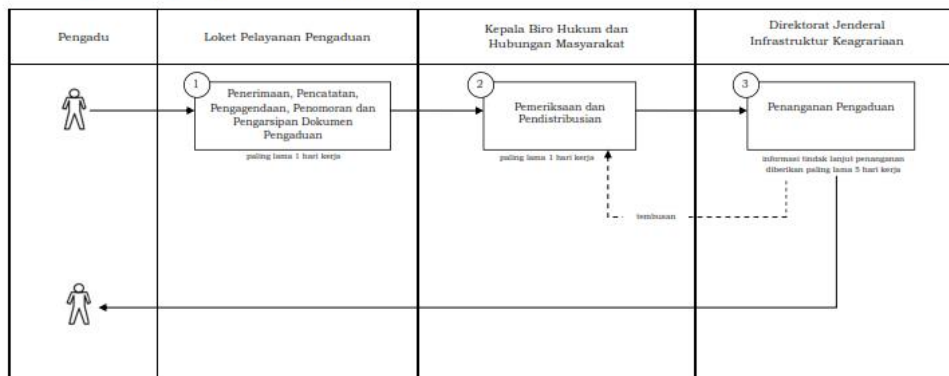 Pengadu
Loket Pelayanan Pengaduan
Kepala Biro Hukum dan
Hubungan Masyarakat
Direktorat Jenderal
Infrastruktur Keagrariaan
1
Penerimaan, Pencatatan,
Pengagendaan, Penomoran dan
Pengarsipan Dokumen
Pengaduan
paling lama 1 hari kerja
2
Pemeriksaan dan
Pendistribusian
paling lama 1 hari kerja
3
Penanganan Pengaduan
informasi tindak lanjut penanganan
diberikan paling lama 5 hari kerja
tembusan